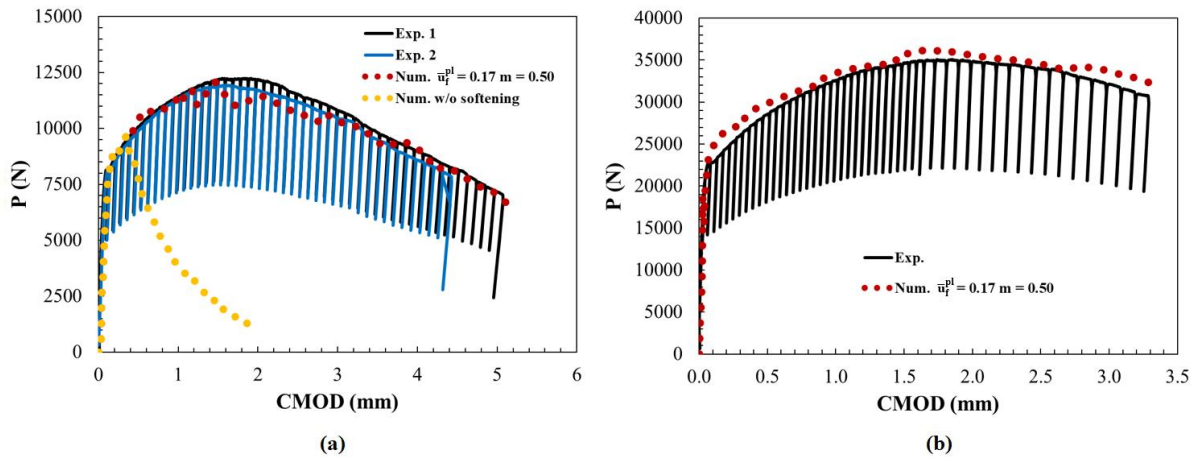 15000
12500
10000
7500
5000
2500
0
P (N)
Exp. 1
Exp. 2
Num. ū_f^pl = 0.17 m = 0.50
Num. w/o softening
0 1 2 3 4 5 6
CMOD (mm)
(a)
40000
35000
30000
25000
20000
15000
10000
5000
0
P (N)
Exp.
Num. ū_f^pl = 0.17 m = 0.50
0.0 0.5 1.0 1.5 2.0 2.5 3.0 3.5
CMOD (mm)
(b)